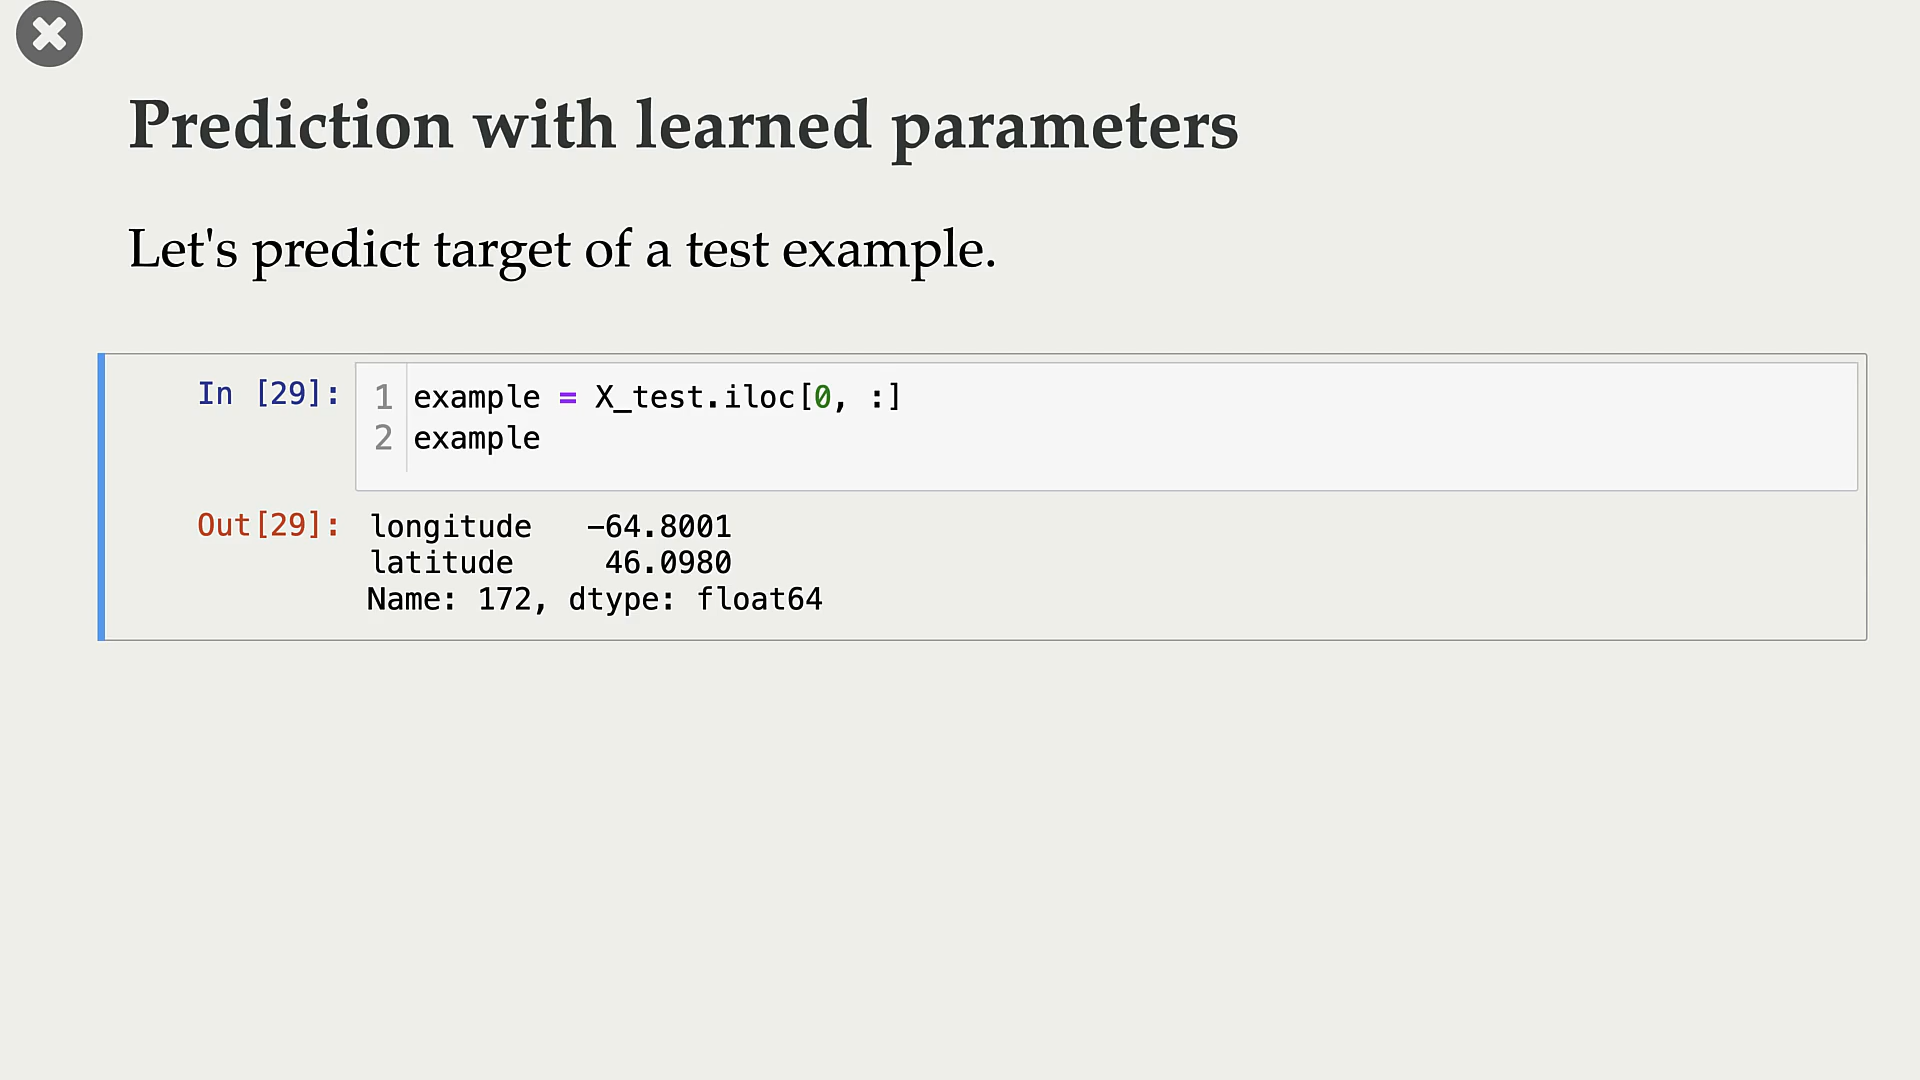 Prediction with learned parameters
Let's predict target of a test example.
In [29]:
1 example = X_test.iloc[0, :]
2 example
Out[29]:
longitude   -64.8001
latitude     46.0980
Name: 172, dtype: float64